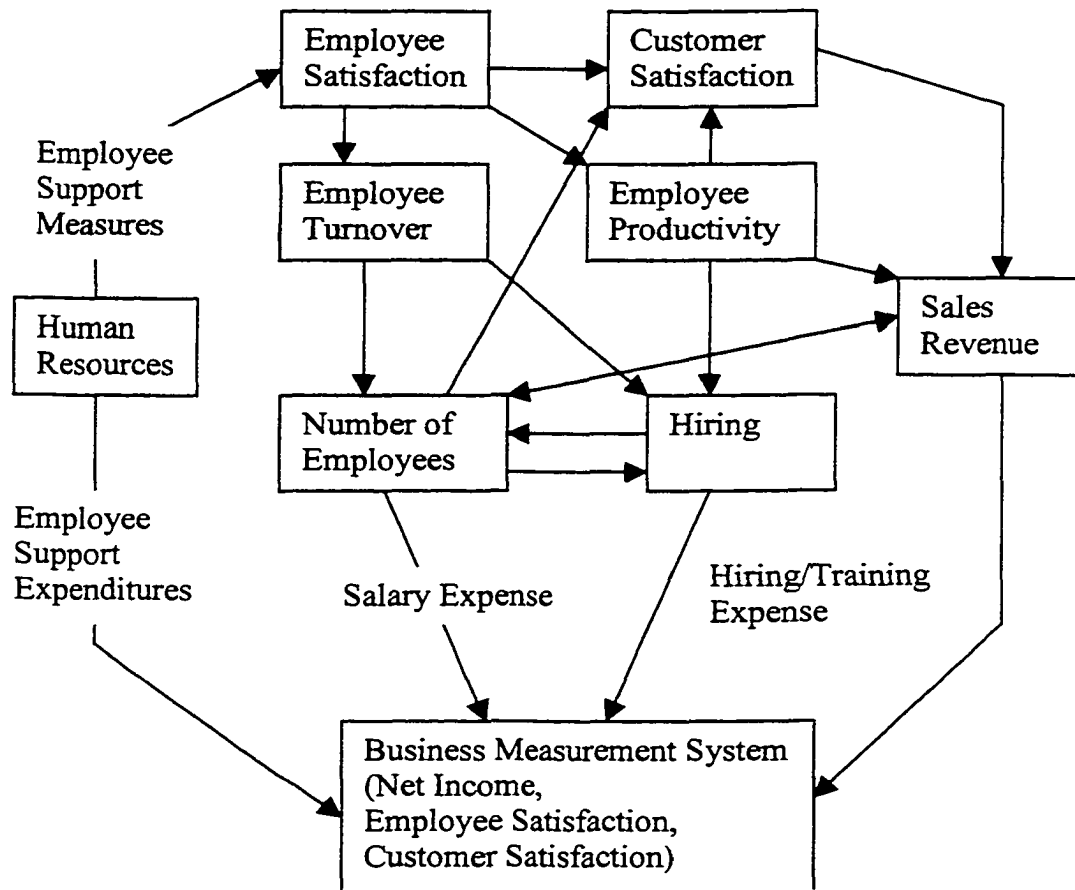 Employee
Satisfaction
Customer
Satisfaction
Employee
Support
Measures
Employee
Turnover
Employee
Productivity
Human
Resources
Sales
Revenue
Number of
Employees
Hiring
Employee
Support
Expenditures
Salary Expense
Hiring/Training
Expense
Business Measurement System
(Net Income,
Employee Satisfaction,
Customer Satisfaction)